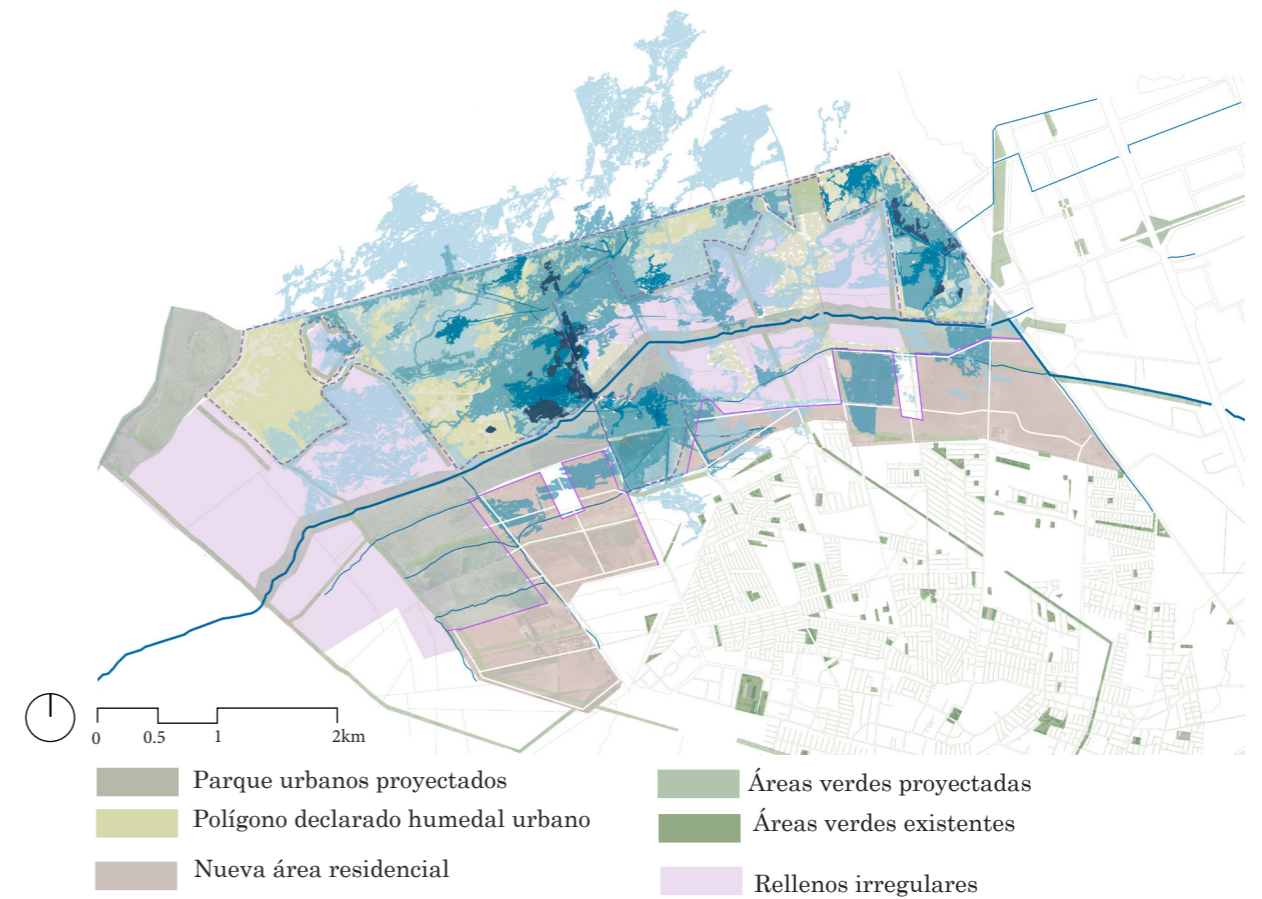 0 0.5 1 2km
Parque urbanos proyectados
Polígono declarado humedal urbano
Nueva área residencial
Áreas verdes proyectadas
Áreas verdes existentes
Rellenos irregulares